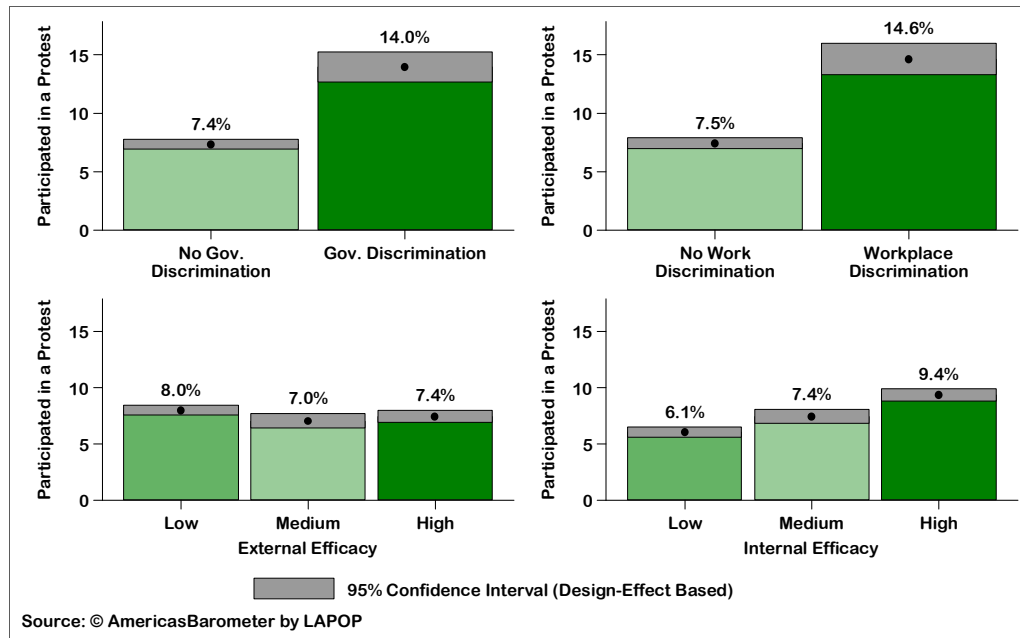 Participated in a Protest
15
10
5
0
7.4%
14.0%
No Gov.
Discrimination
Gov. Discrimination
Participated in a Protest
15
10
5
0
7.5%
14.6%
No Work
Discrimination
Workplace
Discrimination
Participated in a Protest
15
10
5
0
8.0%
7.0%
7.4%
Low
Medium
High
External Efficacy
Participated in a Protest
15
10
5
0
6.1%
7.4%
9.4%
Low
Medium
High
Internal Efficacy
95% Confidence Interval (Design-Effect Based)
Source: © AmericasBarometer by LAPOP